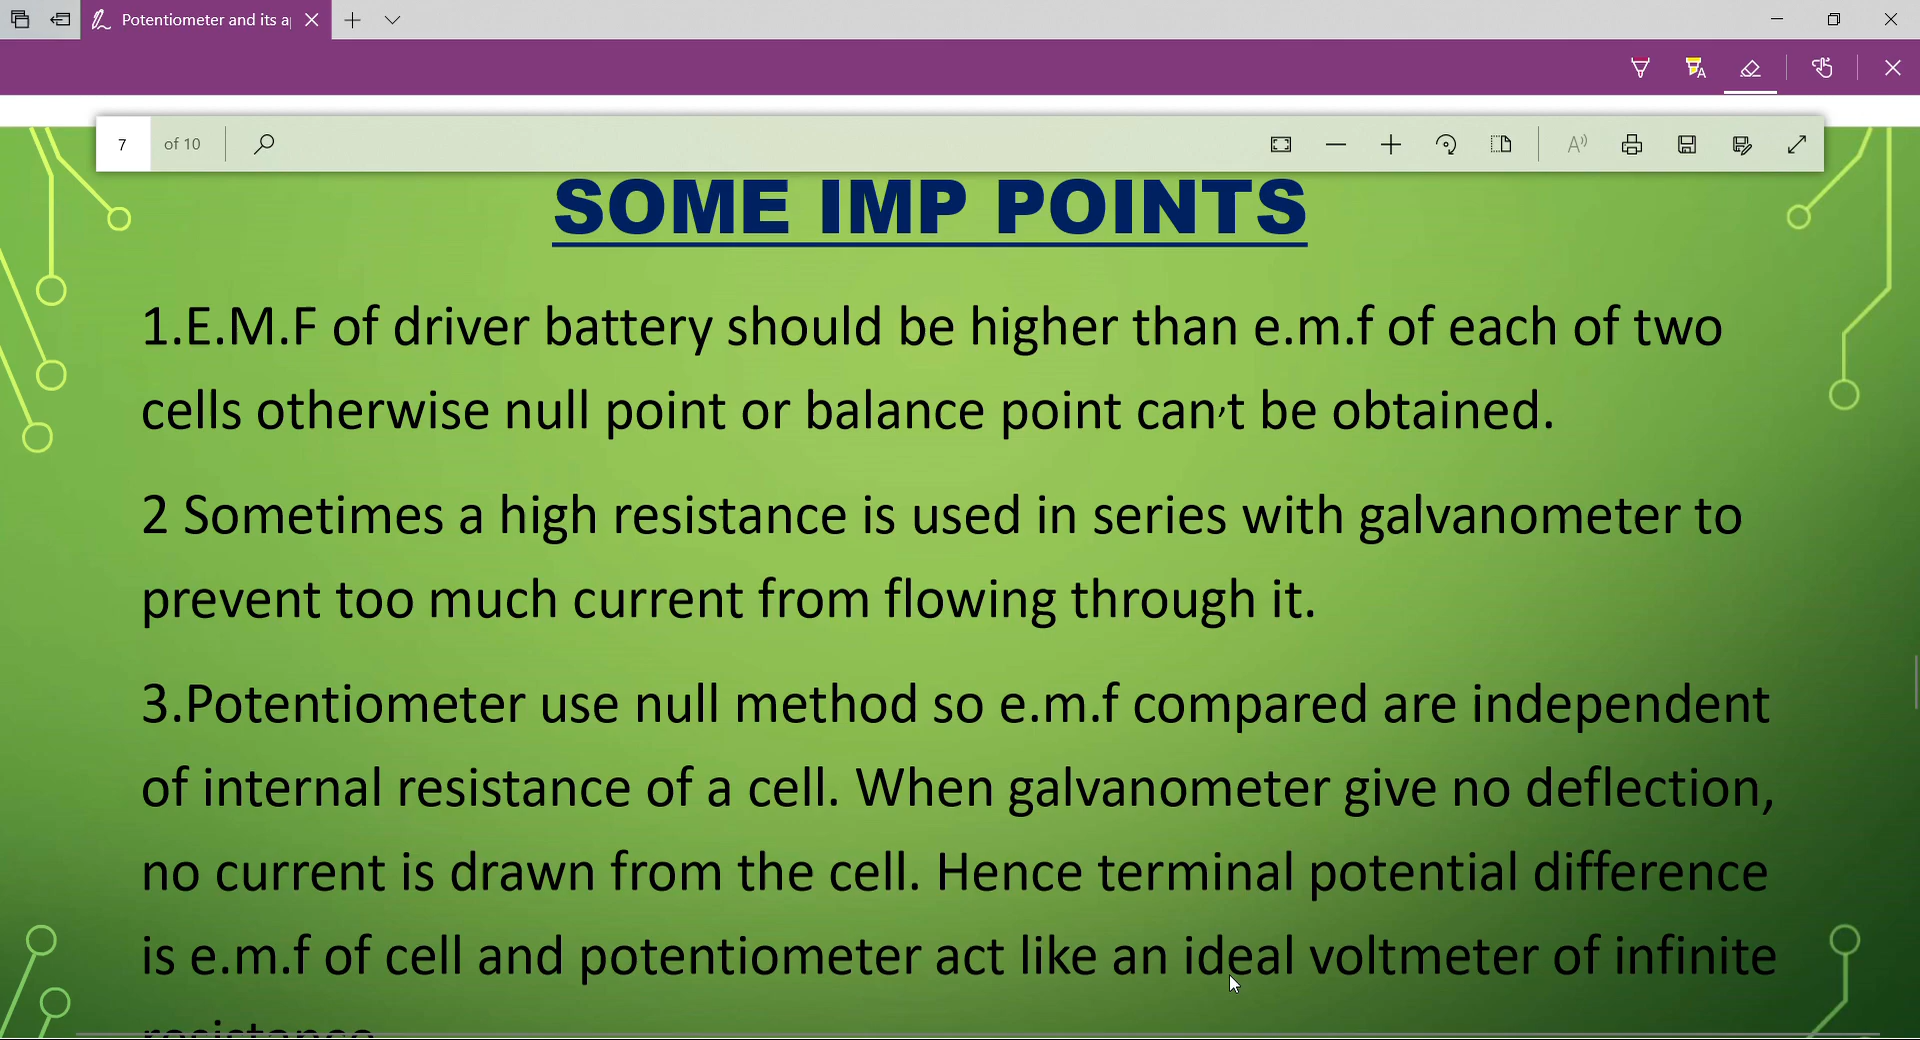 Potentiometer and its a
7 of 10
SOME IMP POINTS
1.E.M.F of driver battery should be higher than e.m.f of each of two
cells otherwise null point or balance point can't be obtained.
2 Sometimes a high resistance is used in series with galvanometer to
prevent too much current from flowing through it.
3.Potentiometer use null method so e.m.f compared are independent
of internal resistance of a cell. When galvanometer give no deflection,
no current is drawn from the cell. Hence terminal potential difference
is e.m.f of cell and potentiometer act like an ideal voltmeter of infinite
resistance